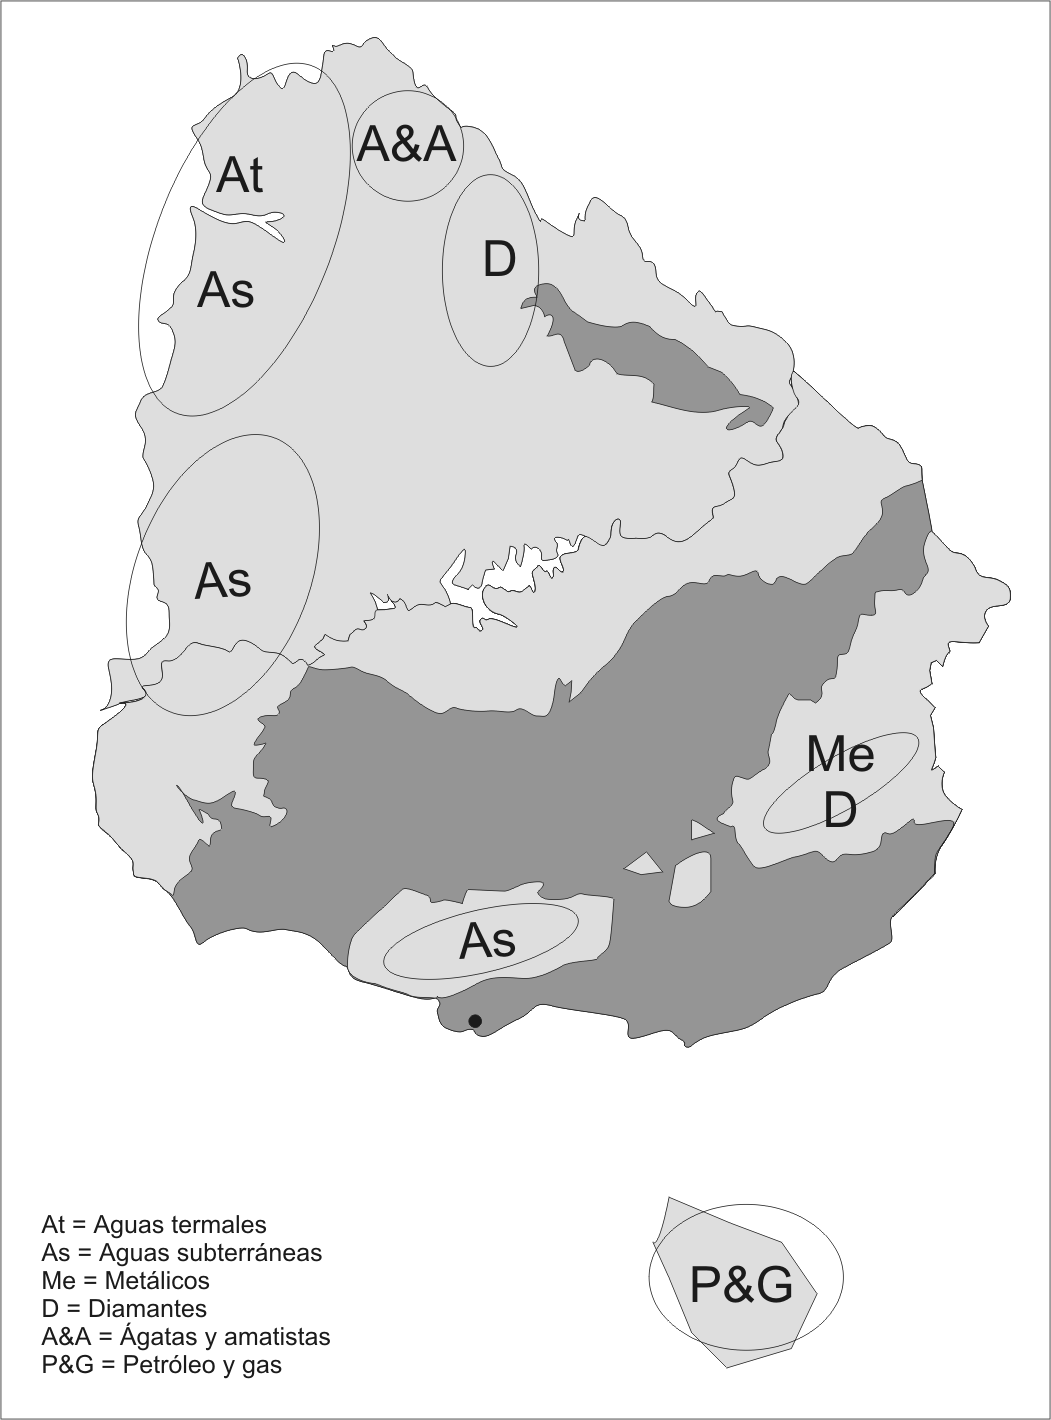 A&A
At
D
As
As
Me
D
As
P&G
At = Aguas termales
As = Aguas subterráneas
Me = Metálicos
D = Diamantes
A&A = Ágatas y amatistas
P&G = Petróleo y gas